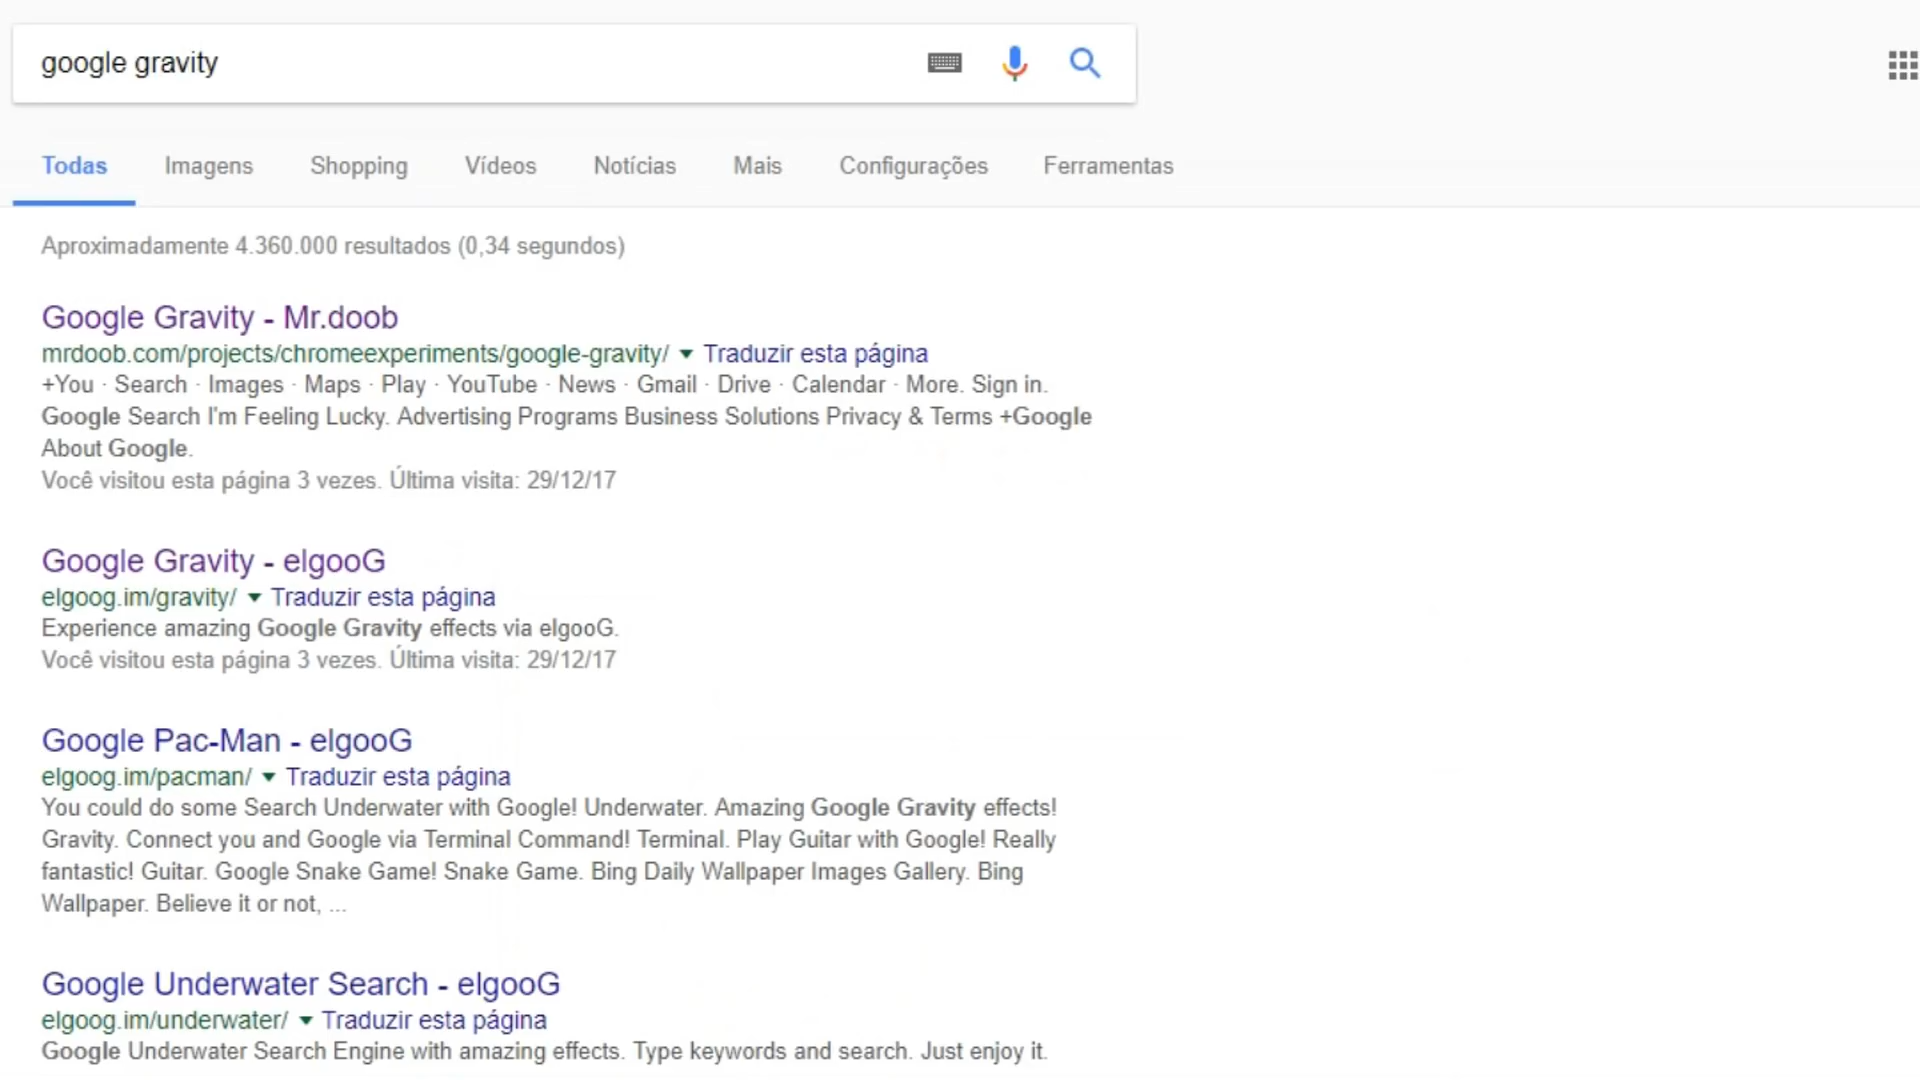 google gravity
Todas Imagens Shopping Vídeos Notícias Mais Configurações Ferramentas
Aproximadamente 4.360.000 resultados (0,34 segundos)
Google Gravity - Mr.doob
mrdoob.com/projects/chromeexperiments/google-gravity/ Traduzir esta página
+You · Search · Images · Maps · Play · YouTube · News · Gmail · Drive · Calendar · More. Sign in.
Google Search I'm Feeling Lucky. Advertising Programs Business Solutions Privacy & Terms +Google
About Google.
Você visitou esta página 3 vezes. Última visita: 29/12/17
Google Gravity - elgooG
elgoog.im/gravity/ Traduzir esta página
Experience amazing Google Gravity effects via elgooG.
Você visitou esta página 3 vezes. Última visita: 29/12/17
Google Pac-Man - elgooG
elgoog.im/pacman/ Traduzir esta página
You could do some Search Underwater with Google! Underwater. Amazing Google Gravity effects!
Gravity. Connect you and Google via Terminal Command! Terminal. Play Guitar with Google! Really
fantastic! Guitar. Google Snake Game! Snake Game. Bing Daily Wallpaper Images Gallery. Bing
Wallpaper. Believe it or not, ...
Google Underwater Search - elgooG
elgoog.im/underwater/ Traduzir esta página
Google Underwater Search Engine with amazing effects. Type keywords and search. Just enjoy it.